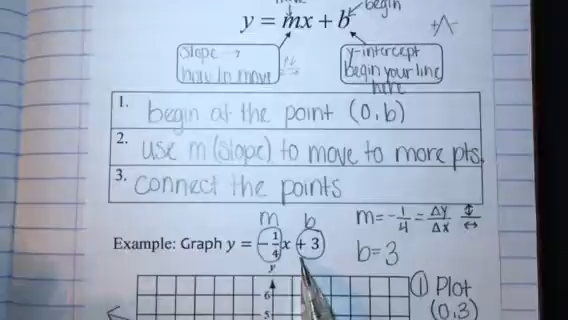 begin
y = mx + b
+/-
slope →
how to move
y-intercept
begin your line
here
1. begin at the point (0,b)
2. use m (slope) to move to more pts.
3. connect the points
m b
Example: Graph y = -1/4 x + 3
m = -1/4 = Δy/Δx ↕ ↔
b = 3
y
6
5
① Plot
(0,3)